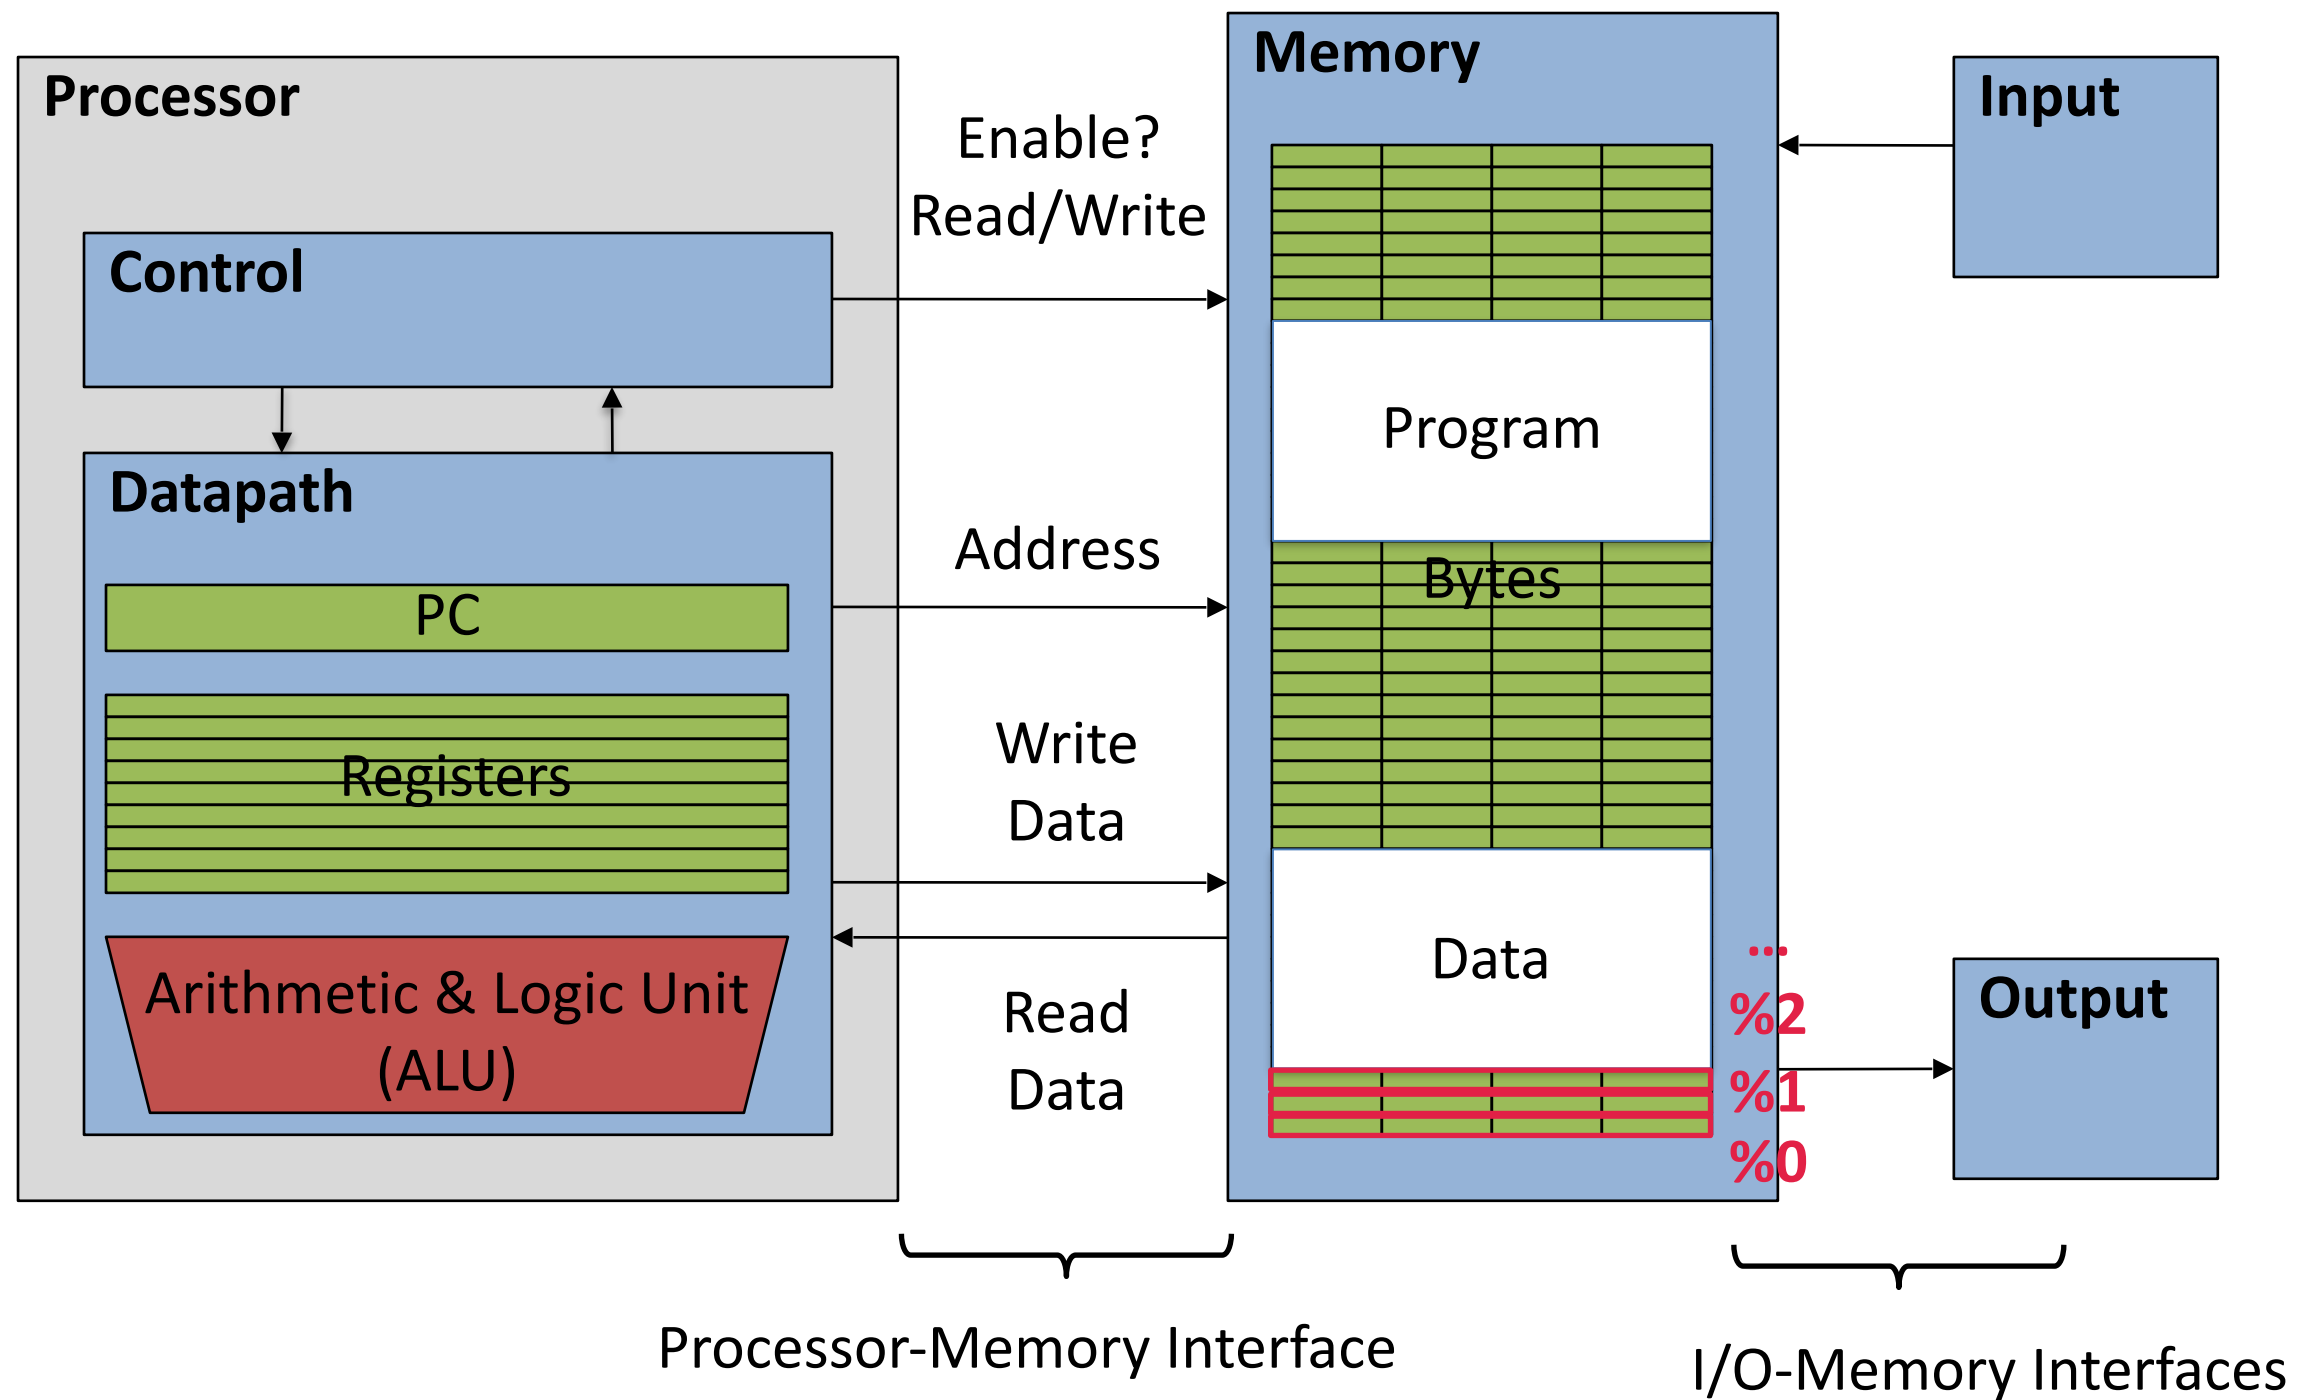 Processor
Control
Datapath
PC
Registers
Arithmetic & Logic Unit
(ALU)
Enable?
Read/Write
Address
Write
Data
Read
Data
Memory
Program
Bytes
Data
...
%2
%1
%0
Input
Output
Processor-Memory Interface
I/O-Memory Interfaces